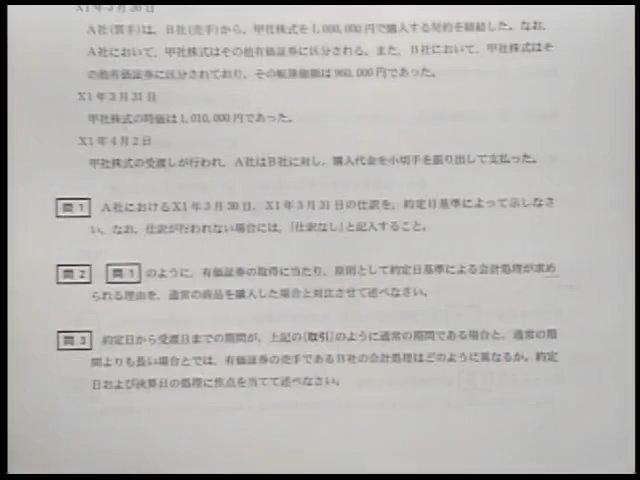 X1年3月30日
A社(買手)は、B社(売手)から、甲社株式を1,000,000円で購入する契約を締結した。なお、
A社において、甲社株式はその他有価証券に区分される。また、B社において、甲社株式はそ
の他有価証券に区分されており、その帳簿価額は960,000円であった。
X1年3月31日
甲社株式の時価は1,010,000円であった。
X1年4月2日
甲社株式の受渡しが行われ、A社はB社に対し、購入代金を小切手を振り出して支払った。
問1 A社におけるX1年3月30日、X1年3月31日の仕訳を、約定日基準によって示しなさ
い。なお、仕訳が行われない場合には、「仕訳なし」と記入すること。
問2 問1のように、有価証券の取得に当たり、原則として約定日基準による会計処理が求め
られる理由を、通常の商品を購入した場合と対比させて述べなさい。
問3 約定日から受渡日までの期間が、上記の[取引]のように通常の期間である場合と、通常の期
間よりも長い場合とでは、有価証券の売手であるB社の会計処理はどのように異なるか。約定
日および決算日の処理に焦点を当てて述べなさい。